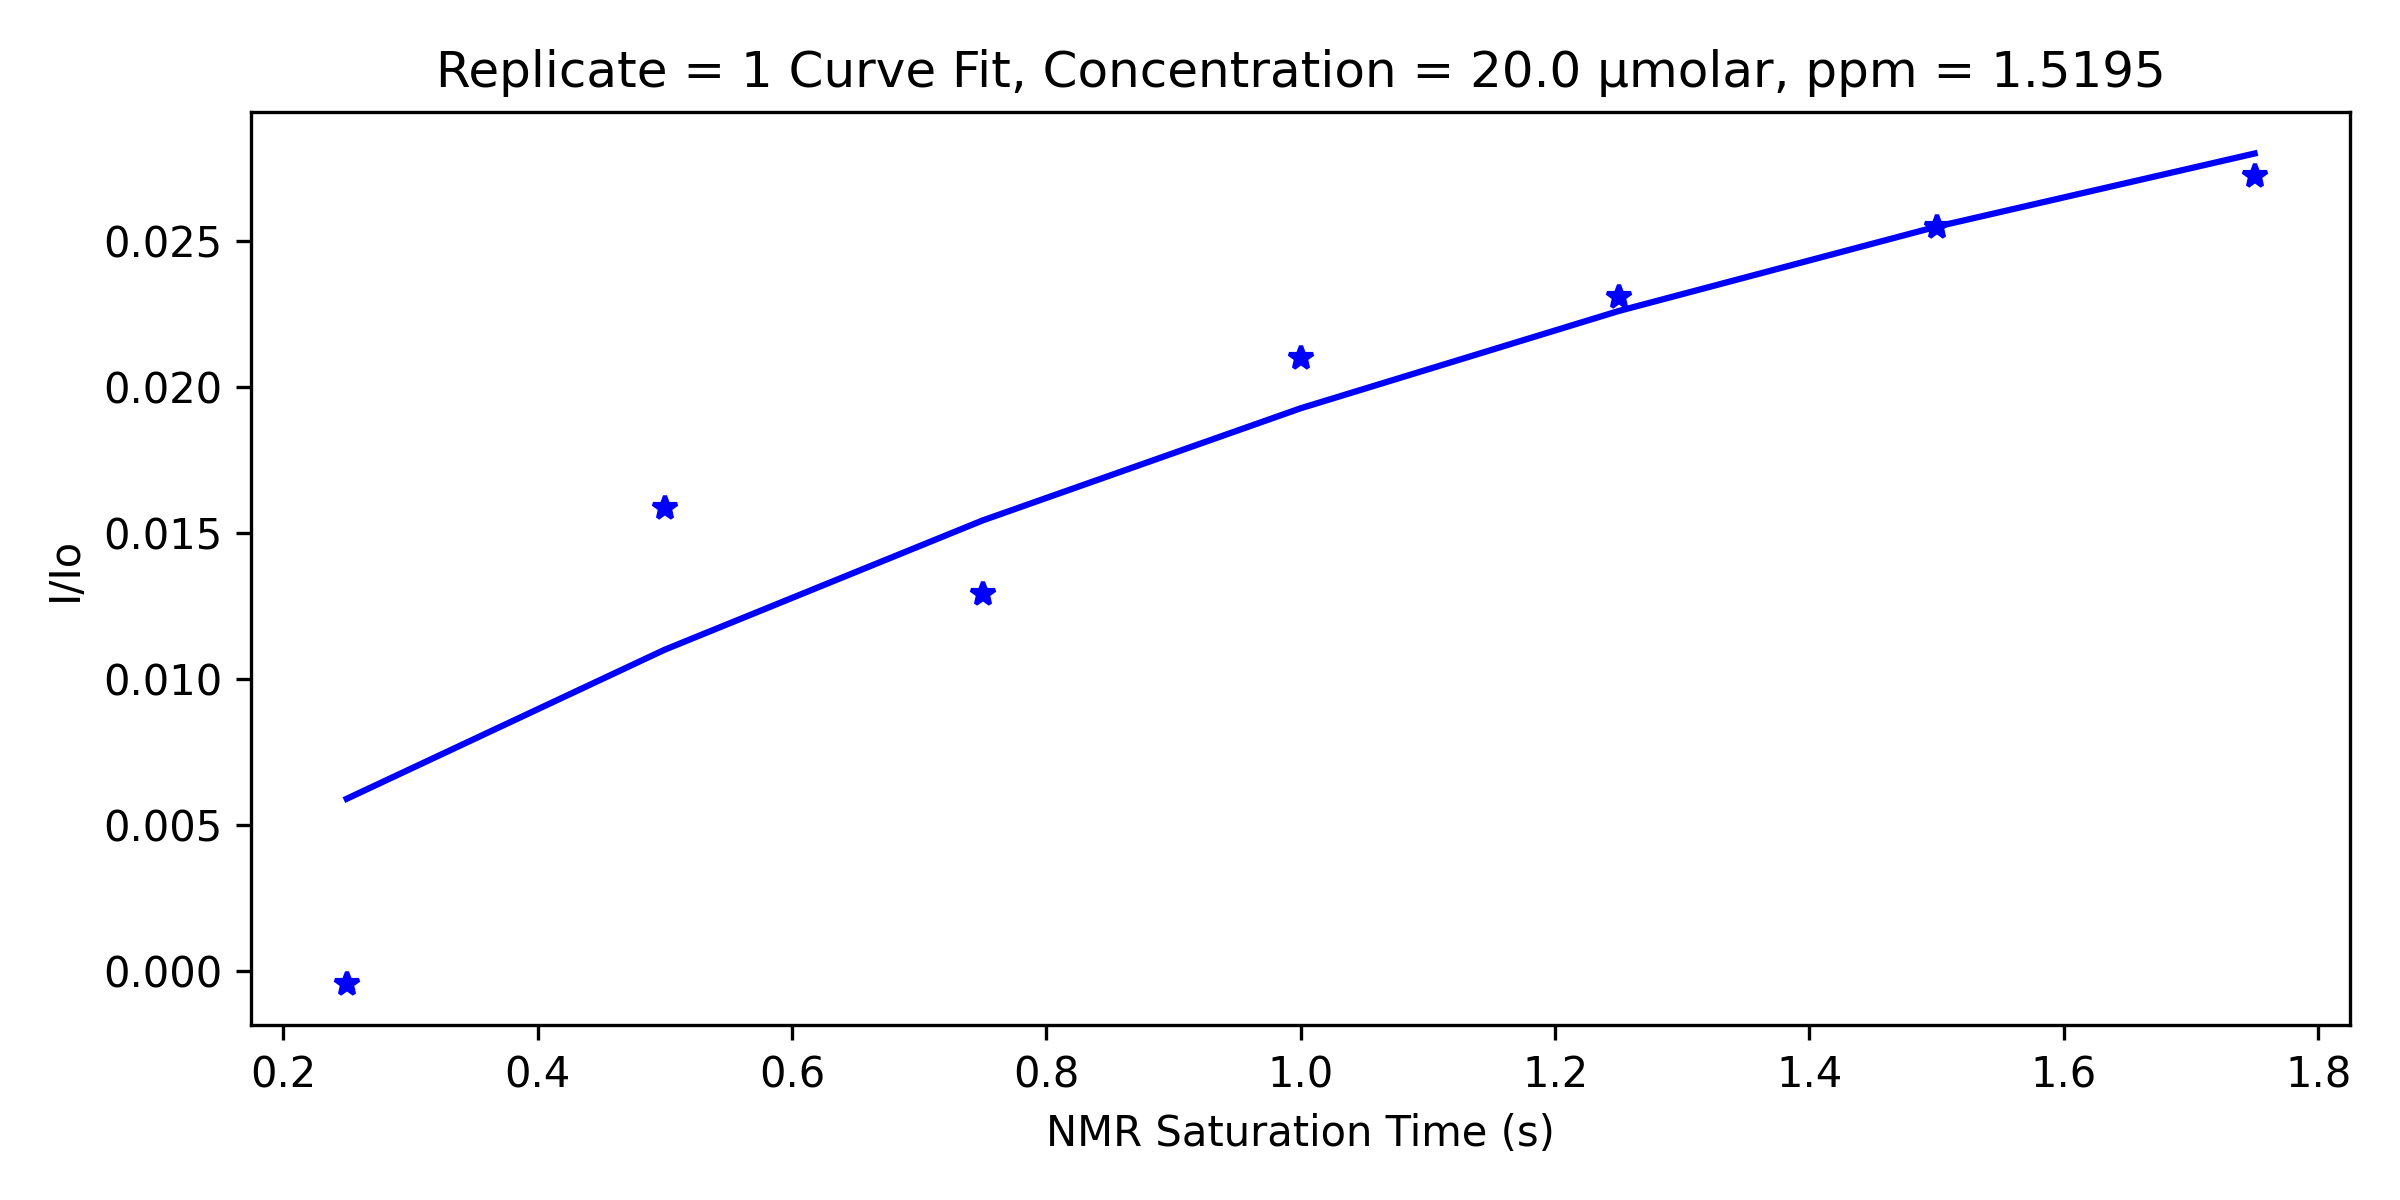 Replicate = 1 Curve Fit, Concentration = 20.0 µmolar, ppm = 1.5195
I/Io
0.025
0.020
0.015
0.010
0.005
0.000
0.2 0.4 0.6 0.8 1.0 1.2 1.4 1.6 1.8
NMR Saturation Time (s)